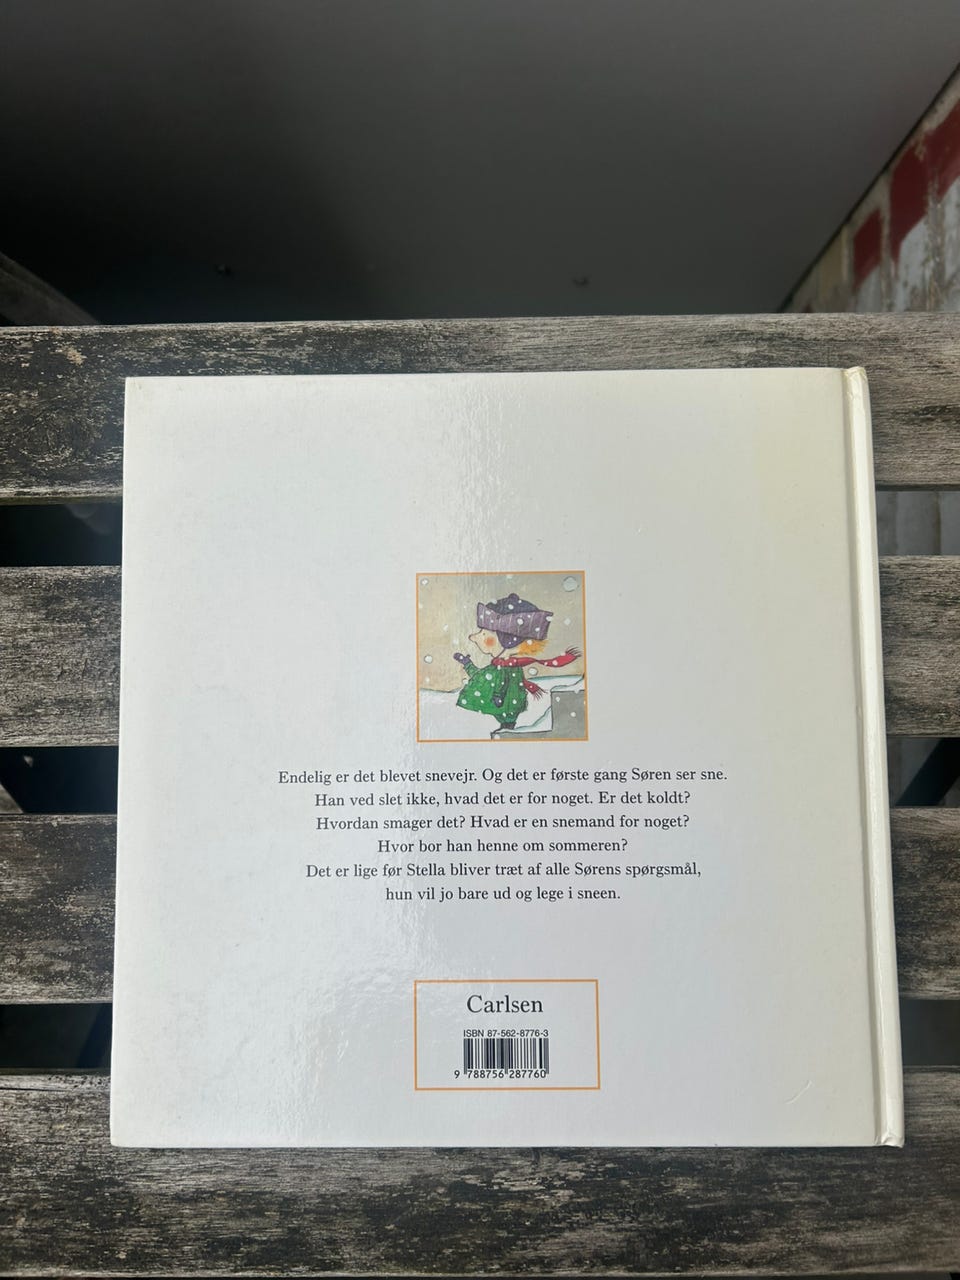 Endelig er det blevet snevejr. Og det er første gang Søren ser sne.
Han ved slet ikke, hvad det er for noget. Er det koldt?
Hvordan smager det? Hvad er en snemand for noget?
Hvor bor han henne om sommeren?
Det er lige før Stella bliver træt af alle Sørens spørgsmål,
hun vil jo bare ud og lege i sneen.
Carlsen
ISBN 87-562-8776-3
9 788756 287760